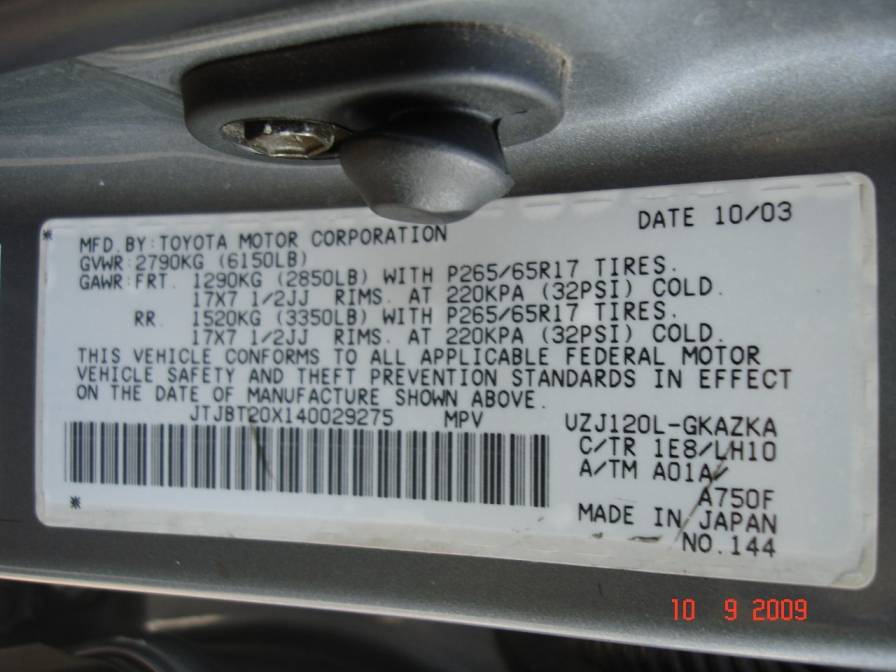 DATE 10/03
MFD.BY:TOYOTA MOTOR CORPORATION
GVWR:2790KG (6150LB)
GAWR:FRT. 1290KG (2850LB) WITH P265/65R17 TIRES.
17X7 1/2JJ RIMS. AT 220KPA (32PSI) COLD.
RR. 1520KG (3350LB) WITH P265/65R17 TIRES.
17X7 1/2JJ RIMS. AT 220KPA (32PSI) COLD.
THIS VEHICLE CONFORMS TO ALL APPLICABLE FEDERAL MOTOR
VEHICLE SAFETY AND THEFT PREVENTION STANDARDS IN EFFECT
ON THE DATE OF MANUFACTURE SHOWN ABOVE.
JTJBT20X140029275 MPV UZJ120L-GKAZKA
C/TR 1E8/LH10
A/TM A01A/
A750F
MADE IN JAPAN
NO.144
10 9 2009